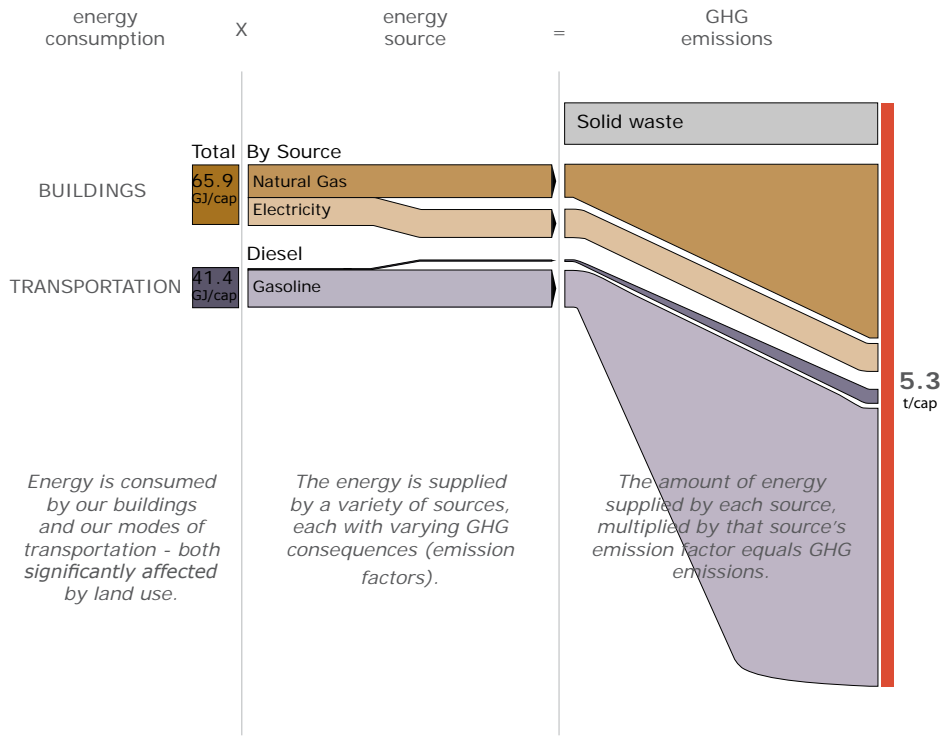 energy
consumption
X
energy
source
=
GHG
emissions
Solid waste
Total
By Source
BUILDINGS
65.9
GJ/cap
Natural Gas
Electricity
Diesel
TRANSPORTATION
41.4
GJ/cap
Gasoline
5.3
t/cap
Energy is consumed
by our buildings
and our modes of
transportation - both
significantly affected
by land use.
The energy is supplied
by a variety of sources,
each with varying GHG
consequences (emission
factors).
The amount of energy
supplied by each source,
multiplied by that source's
emission factor equals GHG
emissions.